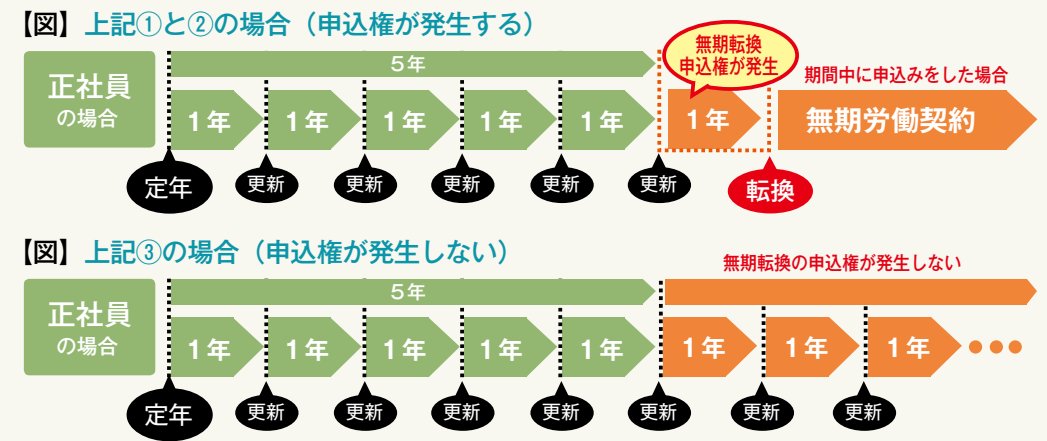 【図】上記①と②の場合（申込権が発生する）
正社員
の場合
5年
1年
1年
1年
1年
1年
無期転換
申込権が発生
1年
期間中に申込みをした場合
無期労働契約
定年
更新
更新
更新
更新
更新
転換
【図】上記③の場合（申込権が発生しない）
無期転換の申込権が発生しない
正社員
の場合
5年
1年
1年
1年
1年
1年
1年
1年
1年
●●●
定年
更新
更新
更新
更新
更新
更新
更新